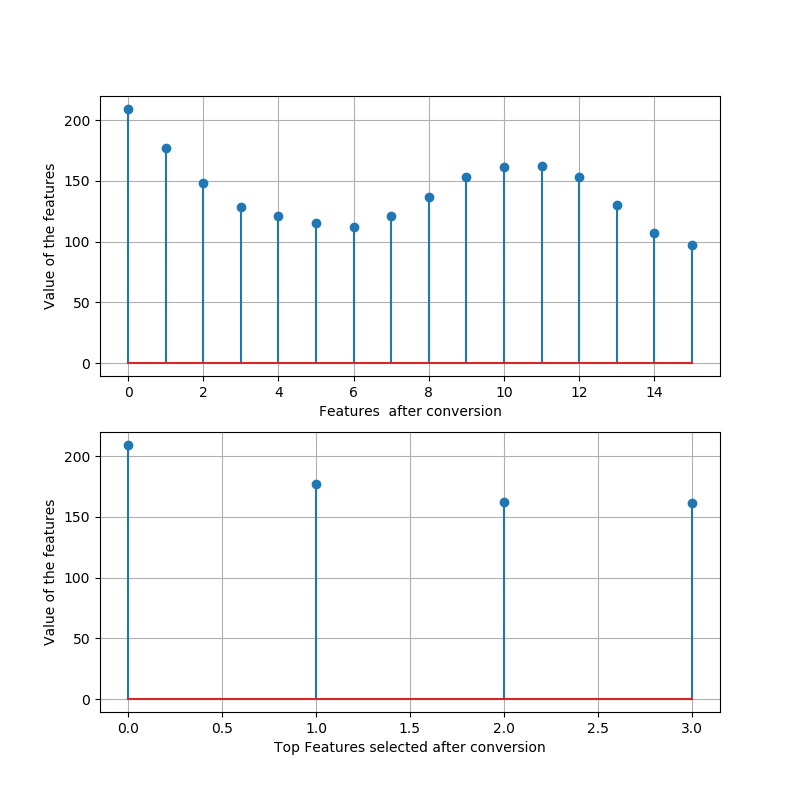 200
150
100
50
0
Value of the features
0 2 4 6 8 10 12 14
Features  after conversion
200
150
100
50
0
Value of the features
0.0 0.5 1.0 1.5 2.0 2.5 3.0
Top Features selected after conversion